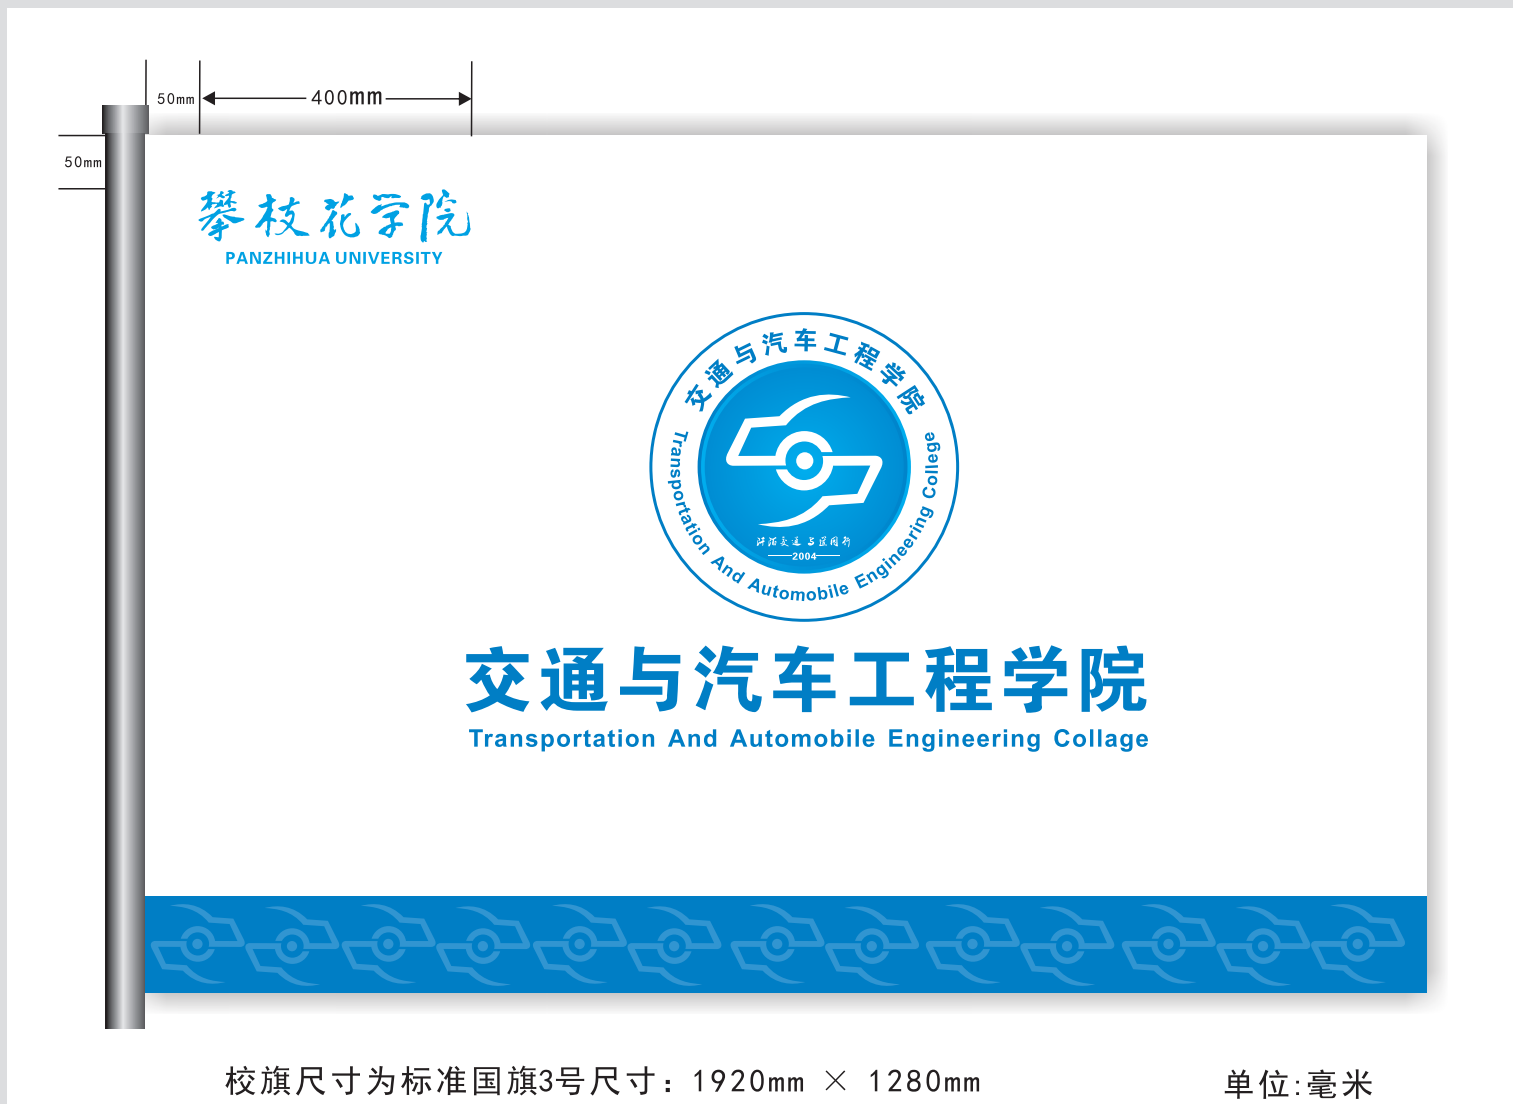 50mm
400mm
50mm
攀枝花学院
PANZHIHUA UNIVERSITY
交通与汽车工程学院
Transportation And Automobile Engineering College
2004
交通与汽车工程学院
Transportation And Automobile Engineering Collage
校旗尺寸为标准国旗3号尺寸：1920mm × 1280mm
单位:毫米